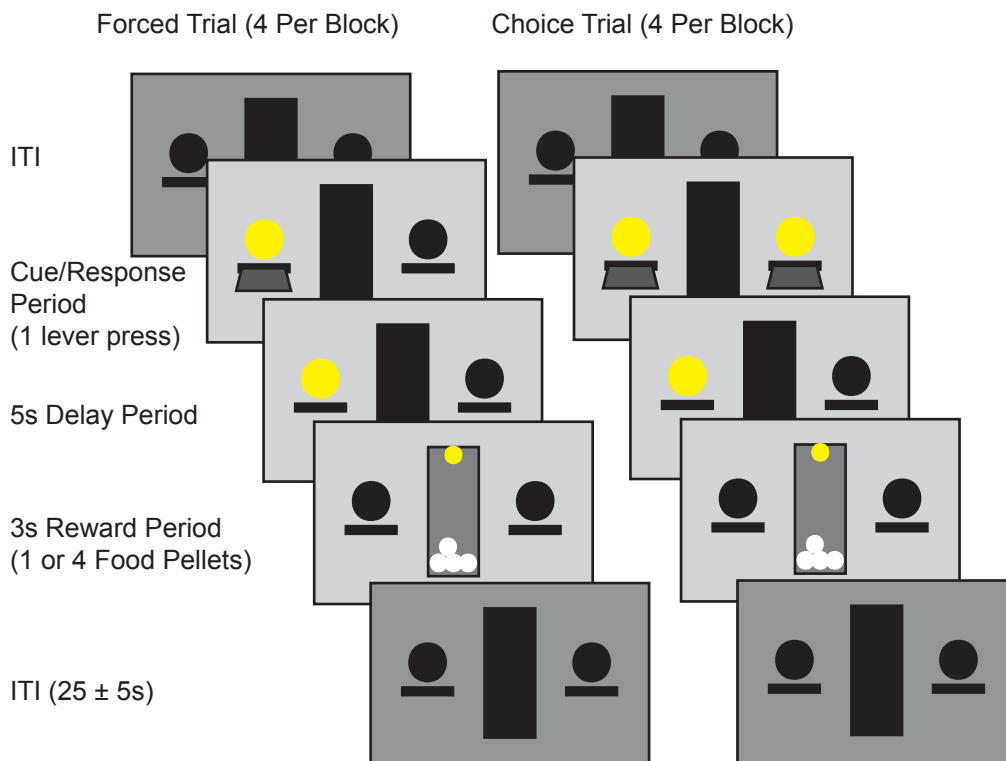 Forced Trial (4 Per Block)
Choice Trial (4 Per Block)
ITI
Cue/Response
Period
(1 lever press)
5s Delay Period
3s Reward Period
(1 or 4 Food Pellets)
ITI (25 ± 5s)